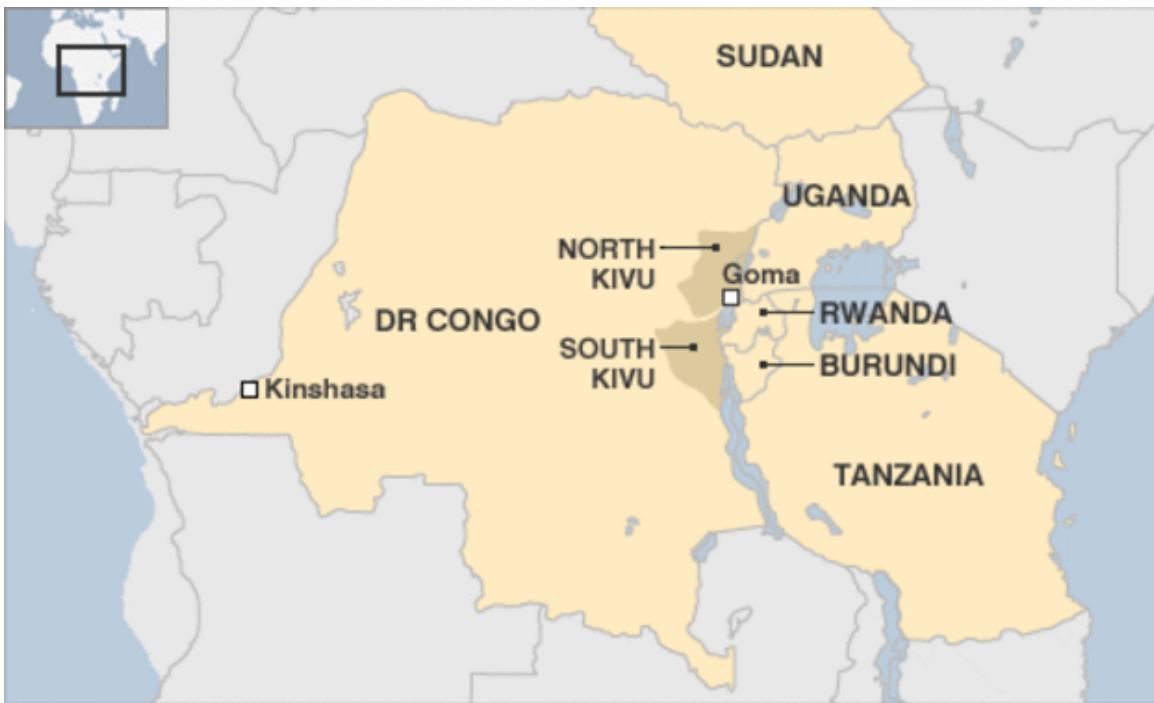 SUDAN
UGANDA
NORTH
KIVU
Goma
DR CONGO
RWANDA
SOUTH
KIVU
BURUNDI
Kinshasa
TANZANIA